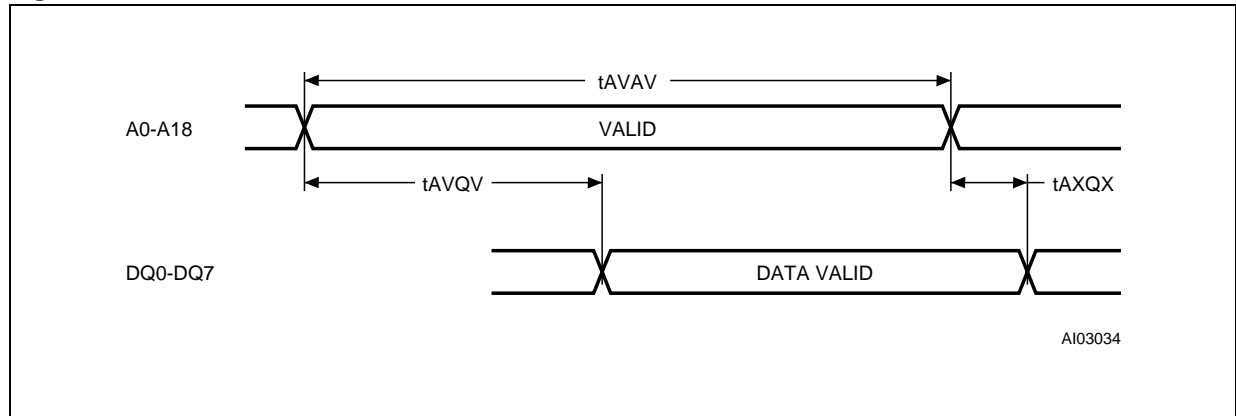 tAVAV
A0-A18
VALID
tAVQV
tAXQX
DQ0-DQ7
DATA VALID
AI03034